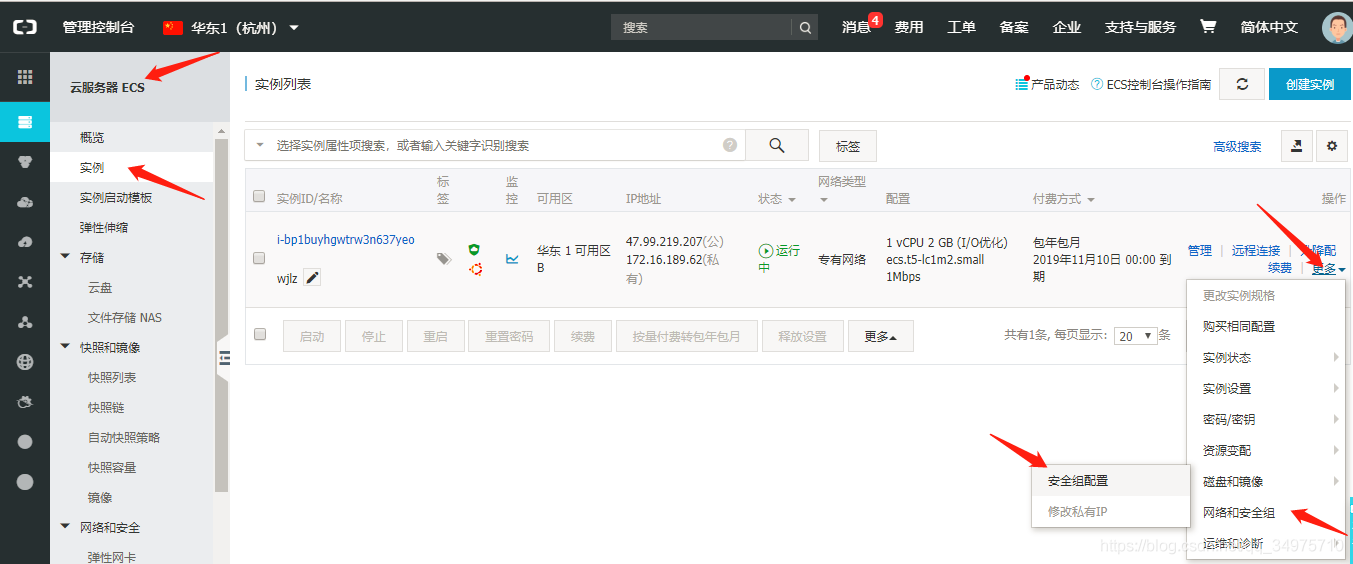 管理控制台 华东1（杭州） 搜索 消息 4 费用 工单 备案 企业 支持与服务 简体中文
云服务器 ECS
概览
实例
实例启动模板
弹性伸缩
存储
云盘
文件存储 NAS
快照和镜像
快照列表
快照链
自动快照策略
快照容量
镜像
网络和安全
弹性网卡
实例列表 产品动态 ECS控制台操作指南 创建实例
选择实例属性项搜索，或者输入关键字识别搜索 标签 高级搜索
实例ID/名称 标签 监控 可用区 IP地址 状态 网络类型 配置 付费方式 操作
i-bp1buyhgwtrw3n637yeo
wjlz
华东 1 可用区
B
47.99.219.207(公)
172.16.189.62(私
有)
运行
中
专有网络
1 vCPU 2 GB (I/O优化)
ecs.t5-lc1m2.small
1Mbps
包年包月
2019年11月10日 00:00 到
期
管理 | 远程连接 | 升降配
续费 | 更多
启动 停止 重启 重置密码 续费 按量付费转包年包月 释放设置 更多 共有1条, 每页显示: 20 条
更改实例规格
购买相同配置
实例状态
实例设置
密码/密钥
资源变配
磁盘和镜像
网络和安全组
运维和诊断
安全组配置
修改私有IP